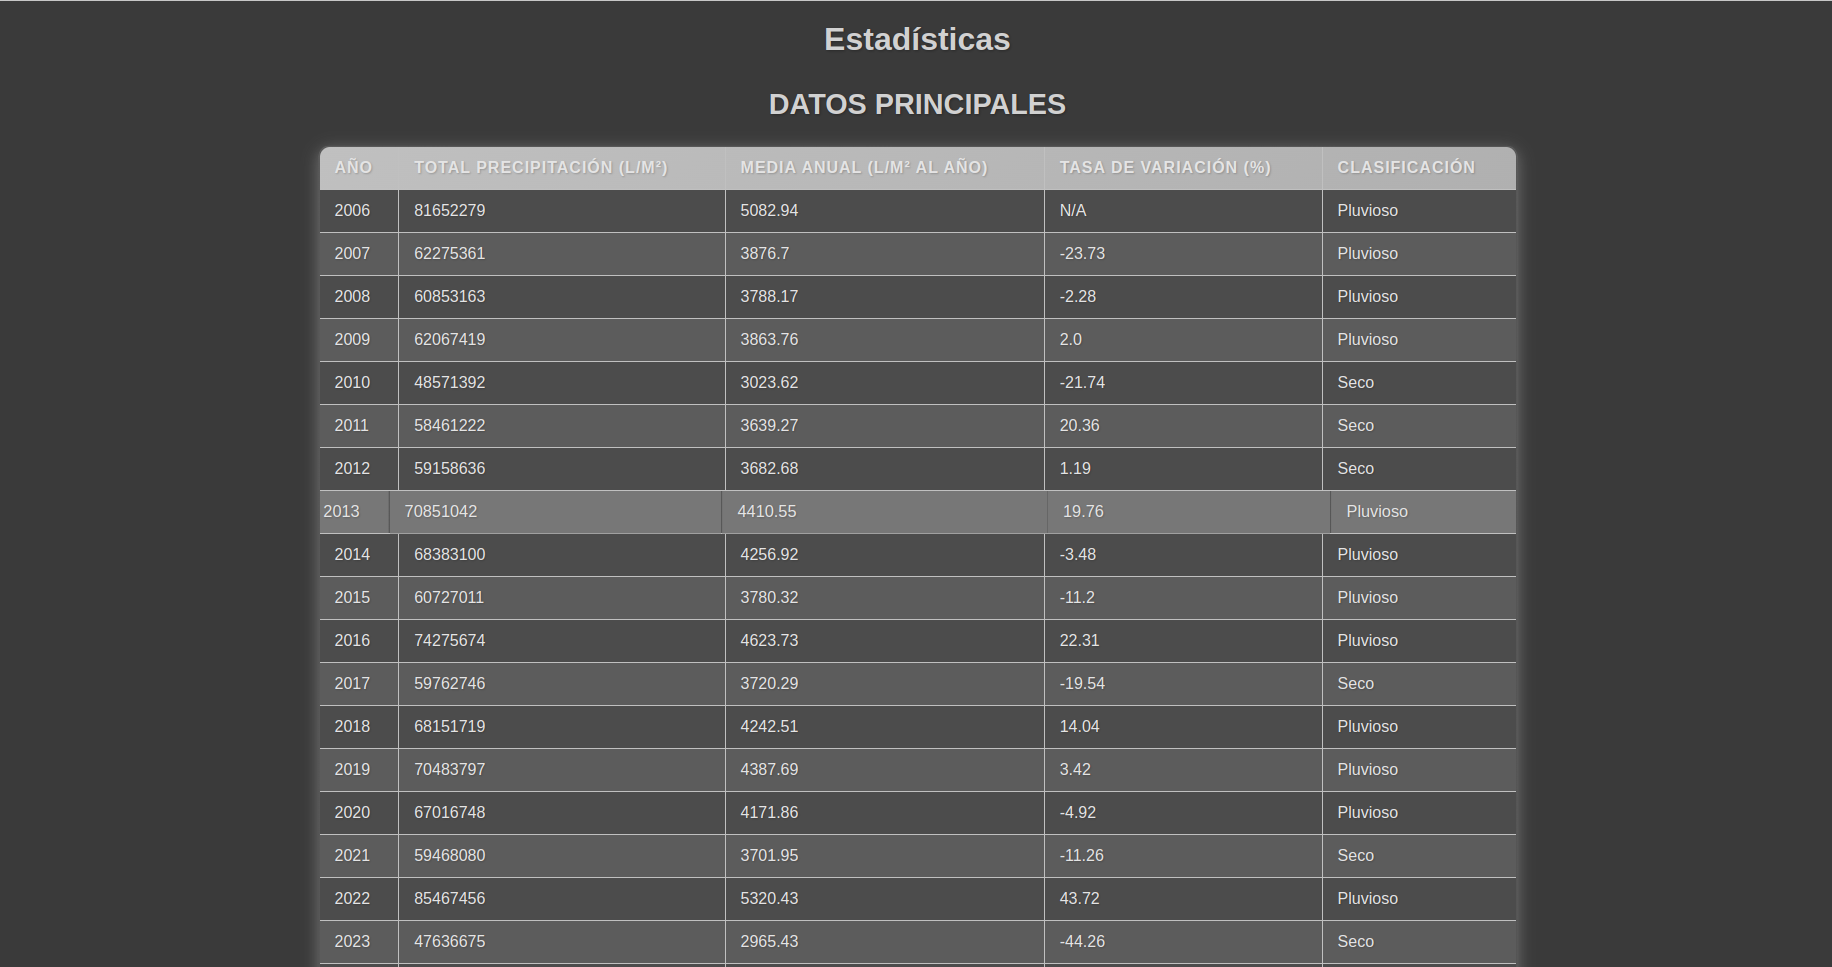 Estadísticas
DATOS PRINCIPALES
AÑO TOTAL PRECIPITACIÓN (L/M²) MEDIA ANUAL (L/M² AL AÑO) TASA DE VARIACIÓN (%) CLASIFICACIÓN
2006 81652279 5082.94 N/A Pluvioso
2007 62275361 3876.7 -23.73 Pluvioso
2008 60853163 3788.17 -2.28 Pluvioso
2009 62067419 3863.76 2.0 Pluvioso
2010 48571392 3023.62 -21.74 Seco
2011 58461222 3639.27 20.36 Seco
2012 59158636 3682.68 1.19 Seco
2013 70851042 4410.55 19.76 Pluvioso
2014 68383100 4256.92 -3.48 Pluvioso
2015 60727011 3780.32 -11.2 Pluvioso
2016 74275674 4623.73 22.31 Pluvioso
2017 59762746 3720.29 -19.54 Seco
2018 68151719 4242.51 14.04 Pluvioso
2019 70483797 4387.69 3.42 Pluvioso
2020 67016748 4171.86 -4.92 Pluvioso
2021 59468080 3701.95 -11.26 Seco
2022 85467456 5320.43 43.72 Pluvioso
2023 47636675 2965.43 -44.26 Seco